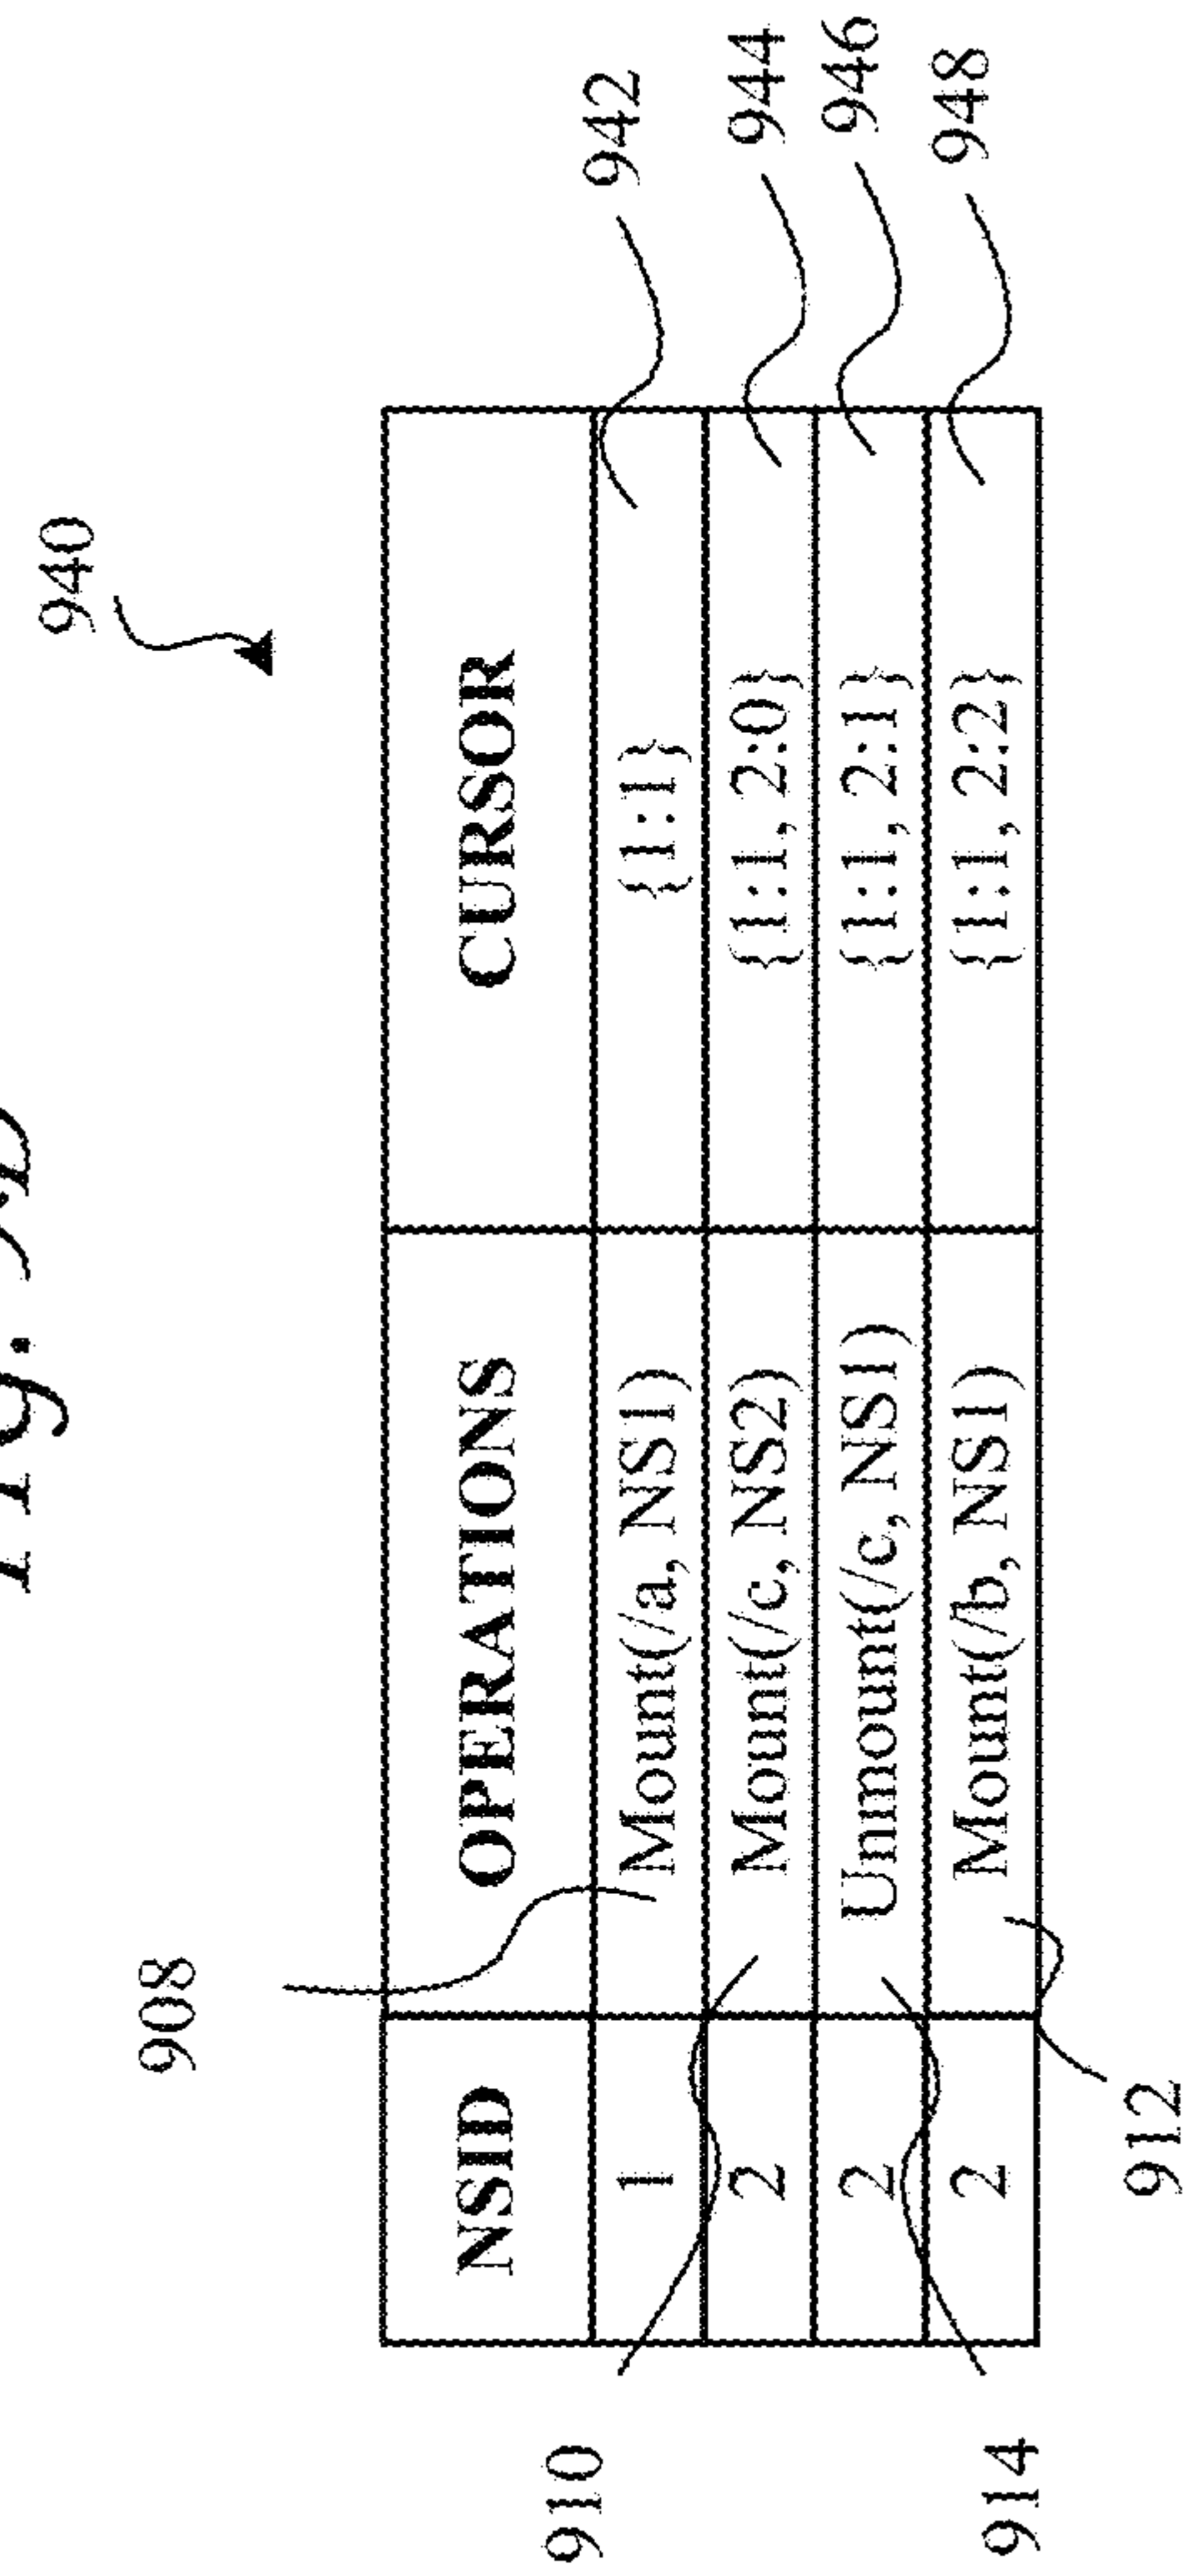 940
908
NSID OPERATIONS CURSOR
1 Mount(/a, NS1) {1:1} 942
910 2 Mount(/c, NS2) {1:1, 2:0} 944
2 Unmount(/c, NS1) {1:1, 2:1} 946
914 2 Mount(/b, NS1) {1:1, 2:2} 948
912